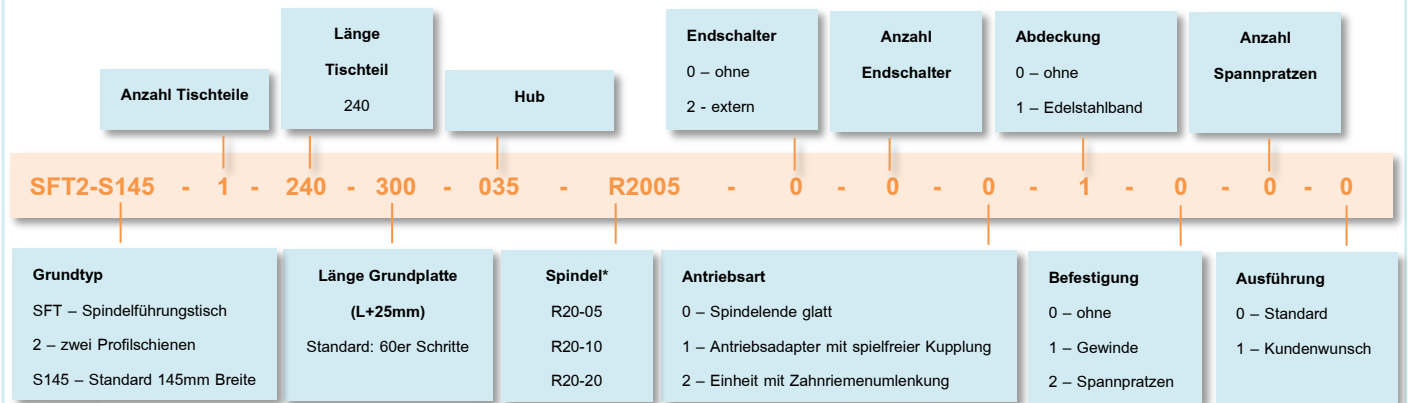 Anzahl Tischteile
Länge
Tischteil
240
Hub
Endschalter
0 – ohne
2 - extern
Anzahl
Endschalter
Abdeckung
0 – ohne
1 – Edelstahlband
Anzahl
Spannpratzen
SFT2-S145 - 1 - 240 - 300 - 035 - R2005 - 0 - 0 - 0 - 1 - 0 - 0 - 0
Grundtyp
SFT – Spindelführungstisch
2 – zwei Profilschienen
S145 – Standard 145mm Breite
Länge Grundplatte
(L+25mm)
Standard: 60er Schritte
Spindel*
R20-05
R20-10
R20-20
Antriebsart
0 – Spindelende glatt
1 – Antriebsadapter mit spielfreier Kupplung
2 – Einheit mit Zahnriemenumlenkung
Befestigung
0 – ohne
1 – Gewinde
2 – Spannpratzen
Ausführung
0 – Standard
1 – Kundenwunsch